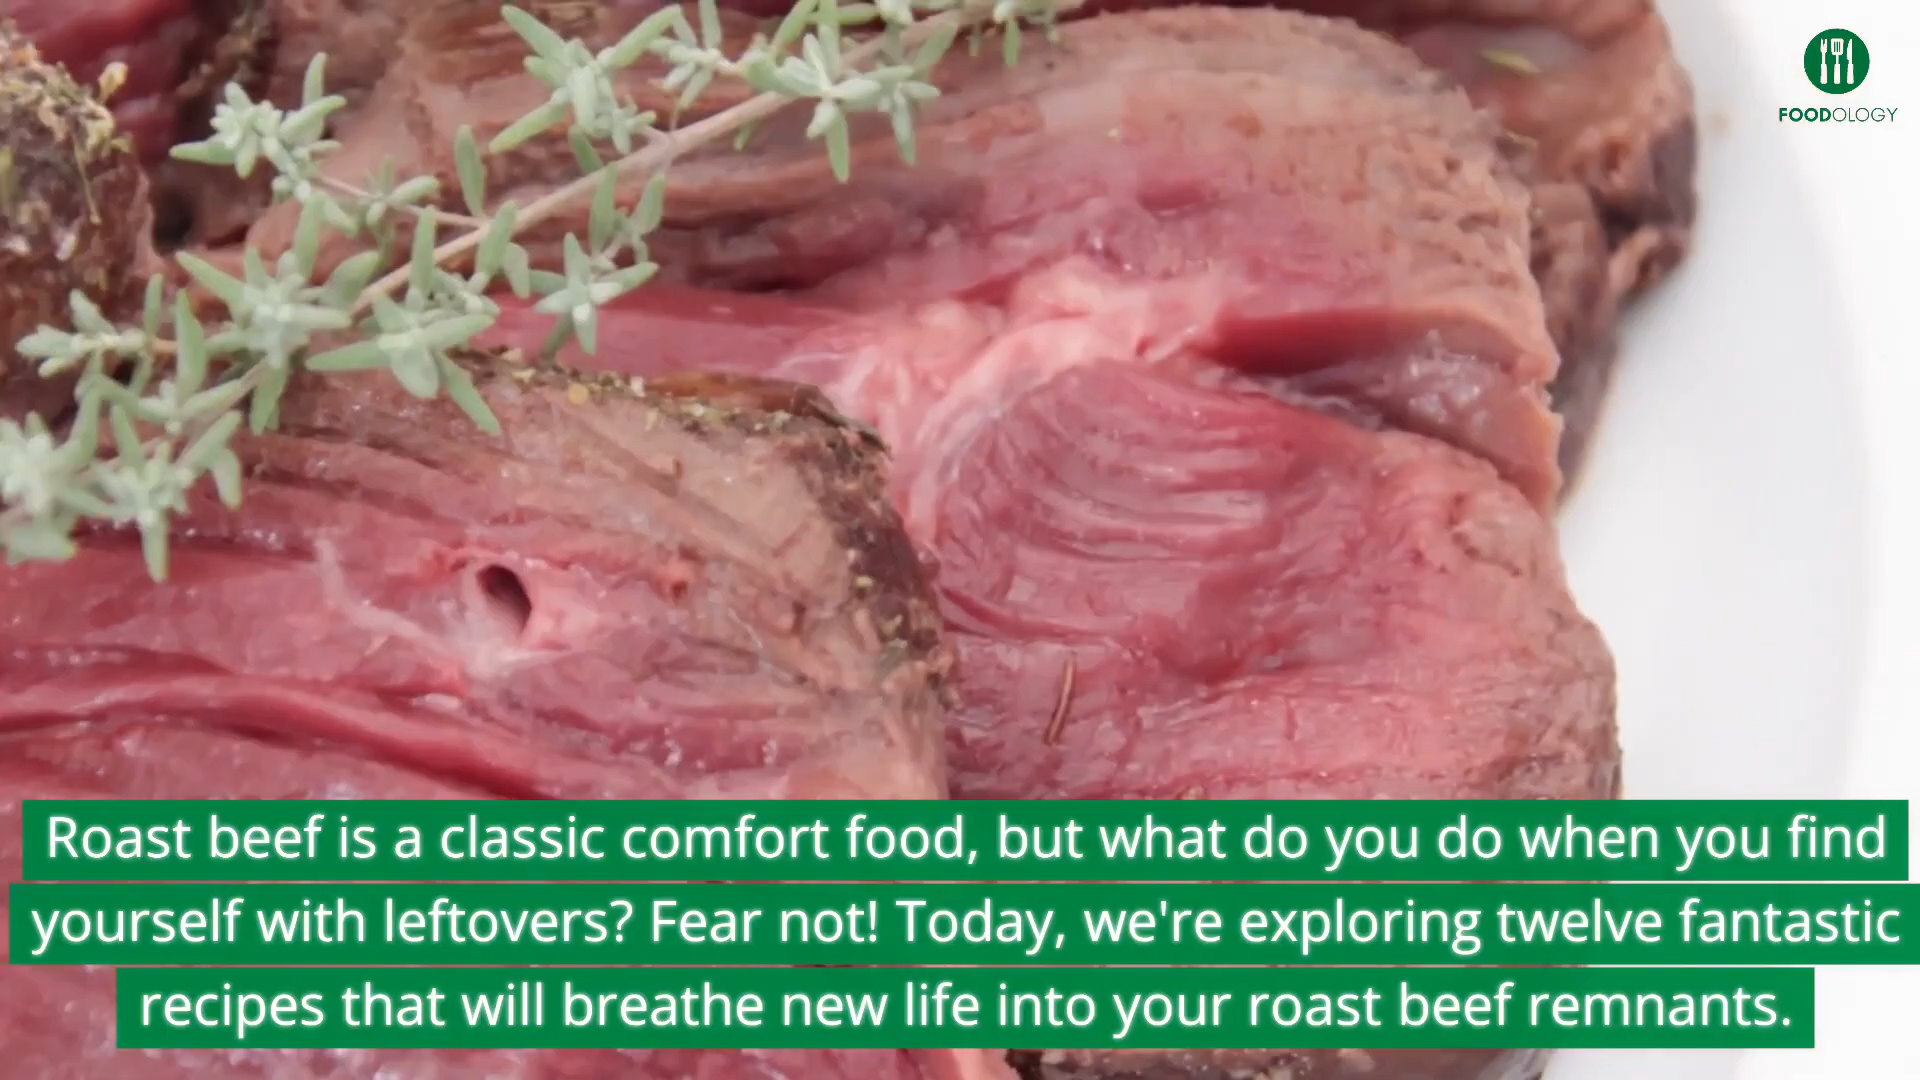 FOODOLOGY
Roast beef is a classic comfort food, but what do you do when you find
yourself with leftovers? Fear not! Today, we're exploring twelve fantastic
recipes that will breathe new life into your roast beef remnants.